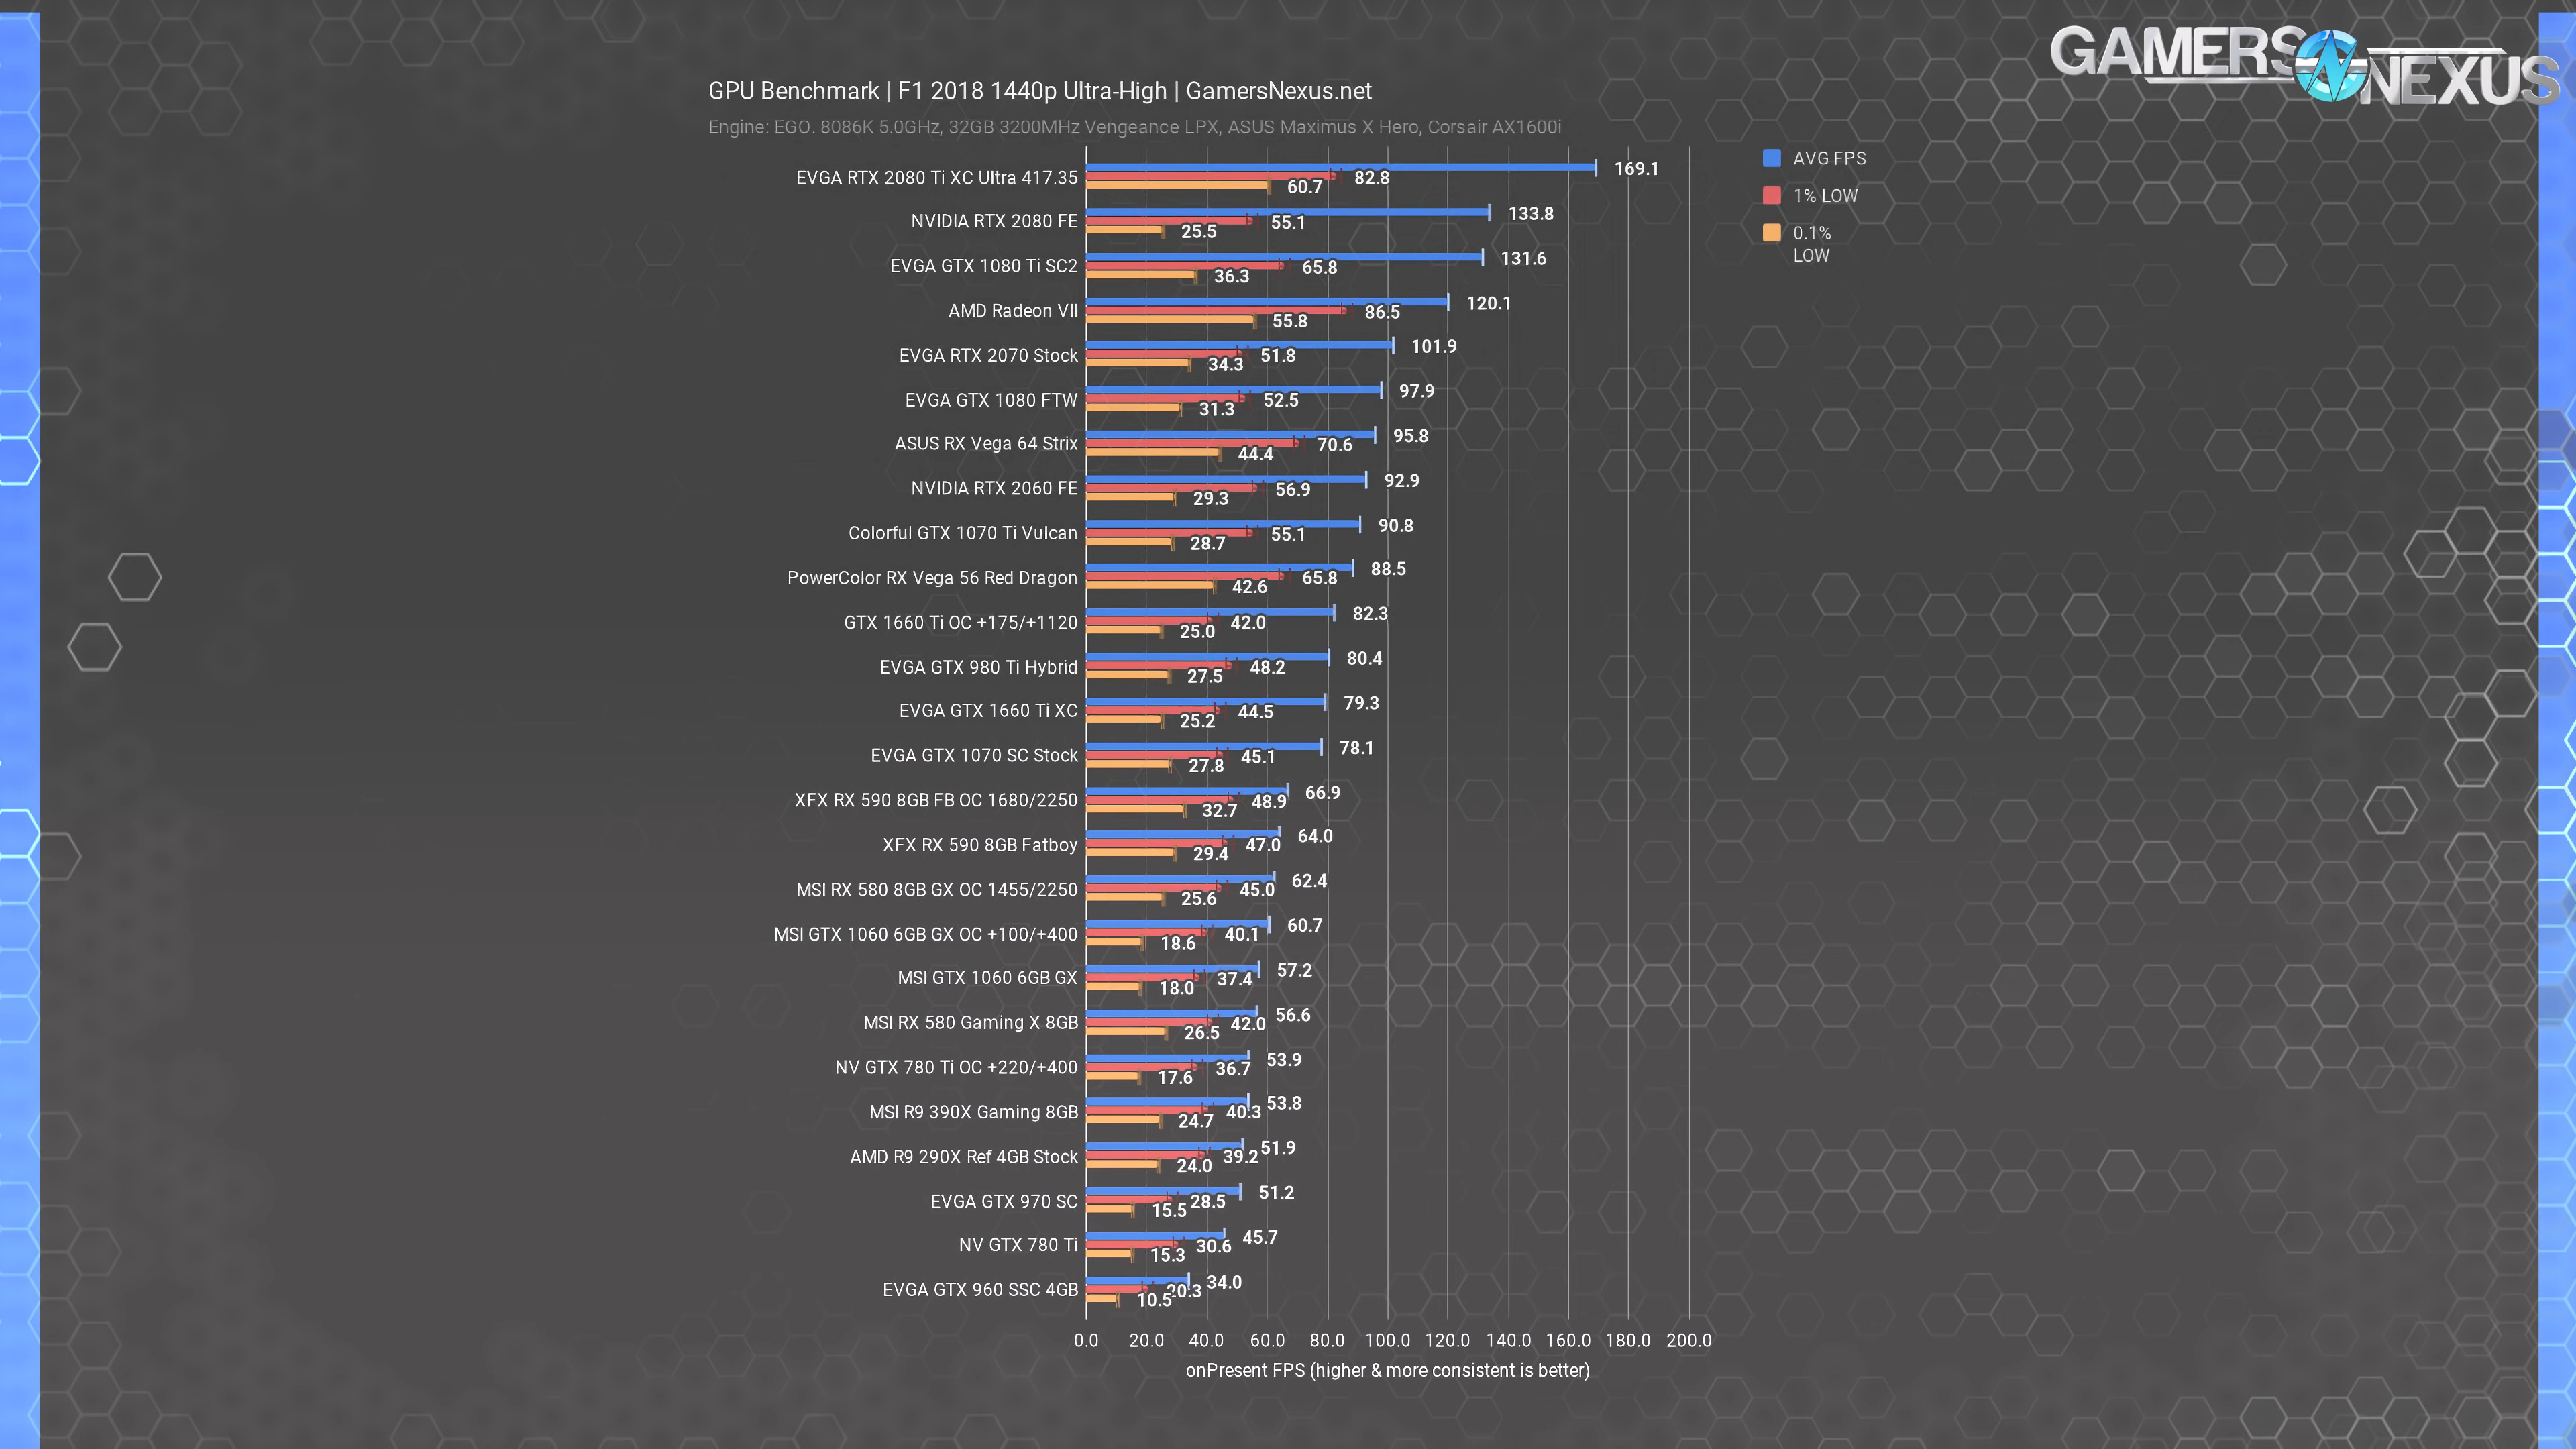 GAMERS NEXUS
GPU Benchmark | F1 2018 1440p Ultra-High | GamersNexus.net
Engine: EGO. 8086K 5.0GHz, 32GB 3200MHz Vengeance LPX, ASUS Maximus X Hero, Corsair AX1600i
AVG FPS
1% LOW
0.1%
LOW
EVGA RTX 2080 Ti XC Ultra 417.35 169.1 82.8 60.7
NVIDIA RTX 2080 FE 133.8 55.1 25.5
EVGA GTX 1080 Ti SC2 131.6 65.8 36.3
AMD Radeon VII 120.1 86.5 55.8
EVGA RTX 2070 Stock 101.9 51.8 34.3
EVGA GTX 1080 FTW 97.9 52.5 31.3
ASUS RX Vega 64 Strix 95.8 70.6 44.4
NVIDIA RTX 2060 FE 92.9 56.9 29.3
Colorful GTX 1070 Ti Vulcan 90.8 55.1 28.7
PowerColor RX Vega 56 Red Dragon 88.5 65.8 42.6
GTX 1660 Ti OC +175/+1120 82.3 42.0 25.0
EVGA GTX 980 Ti Hybrid 80.4 48.2 27.5
EVGA GTX 1660 Ti XC 79.3 44.5 25.2
EVGA GTX 1070 SC Stock 78.1 45.1 27.8
XFX RX 590 8GB FB OC 1680/2250 66.9 48.9 32.7
XFX RX 590 8GB Fatboy 64.0 47.0 29.4
MSI RX 580 8GB GX OC 1455/2250 62.4 45.0 25.6
MSI GTX 1060 6GB GX OC +100/+400 60.7 40.1 18.6
MSI GTX 1060 6GB GX 57.2 37.4 18.0
MSI RX 580 Gaming X 8GB 56.6 42.0 26.5
NV GTX 780 Ti OC +220/+400 53.9 36.7 17.6
MSI R9 390X Gaming 8GB 53.8 40.3 24.7
AMD R9 290X Ref 4GB Stock 51.9 39.2 24.0
EVGA GTX 970 SC 51.2 28.5 15.5
NV GTX 780 Ti 45.7 30.6 15.3
EVGA GTX 960 SSC 4GB 34.0 20.3 10.5
0.0 20.0 40.0 60.0 80.0 100.0 120.0 140.0 160.0 180.0 200.0
onPresent FPS (higher & more consistent is better)